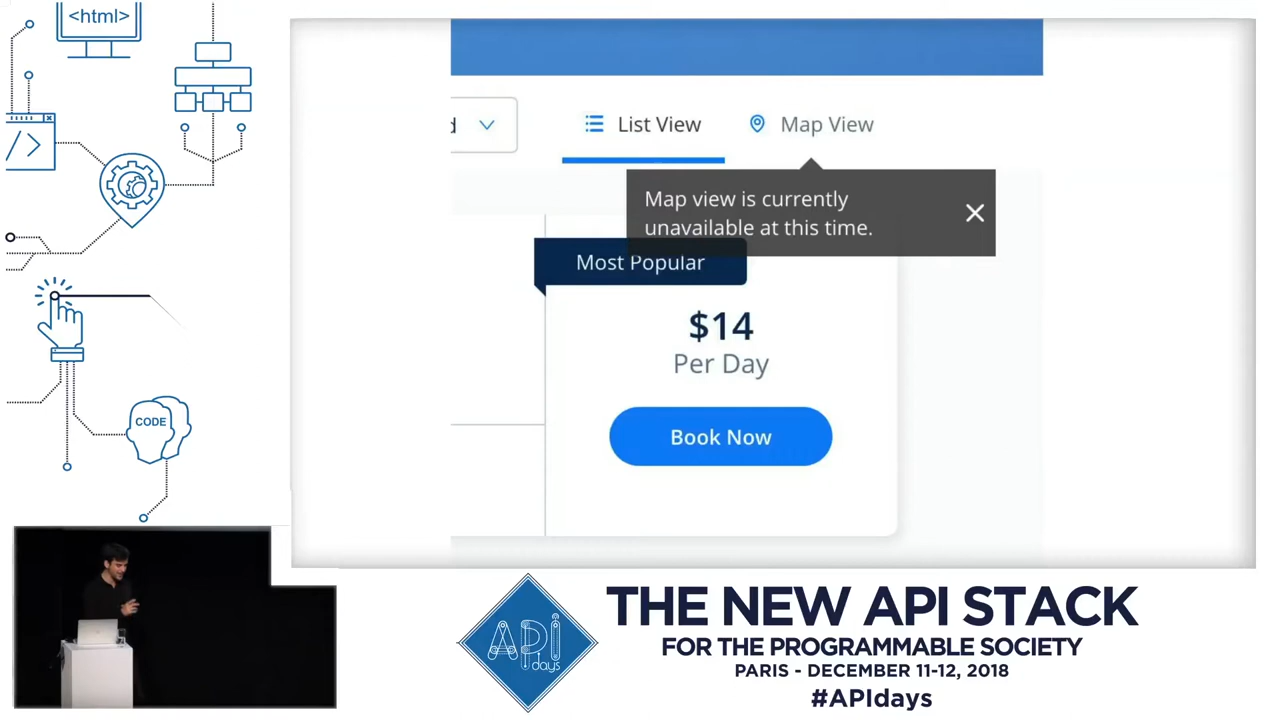 <html>
</>
CODE
d
List View
Map View
Map view is currently
unavailable at this time.
Most Popular
$14
Per Day
Book Now
API
days
THE NEW API STACK
FOR THE PROGRAMMABLE SOCIETY
PARIS - DECEMBER 11-12, 2018
#APIdays